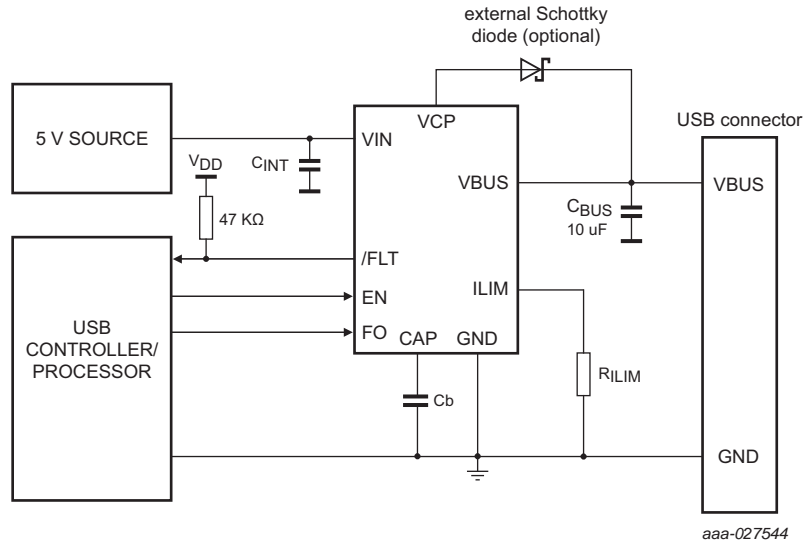 external Schottky
diode (optional)
USB connector
5 V SOURCE
VCP
VIN
CINT
VDD
47 KΩ
VBUS
VBUS
CBUS
10 uF
/FLT
EN
FO
ILIM
CAP
GND
USB
CONTROLLER/
PROCESSOR
RILIM
Cb
GND
aaa-027544